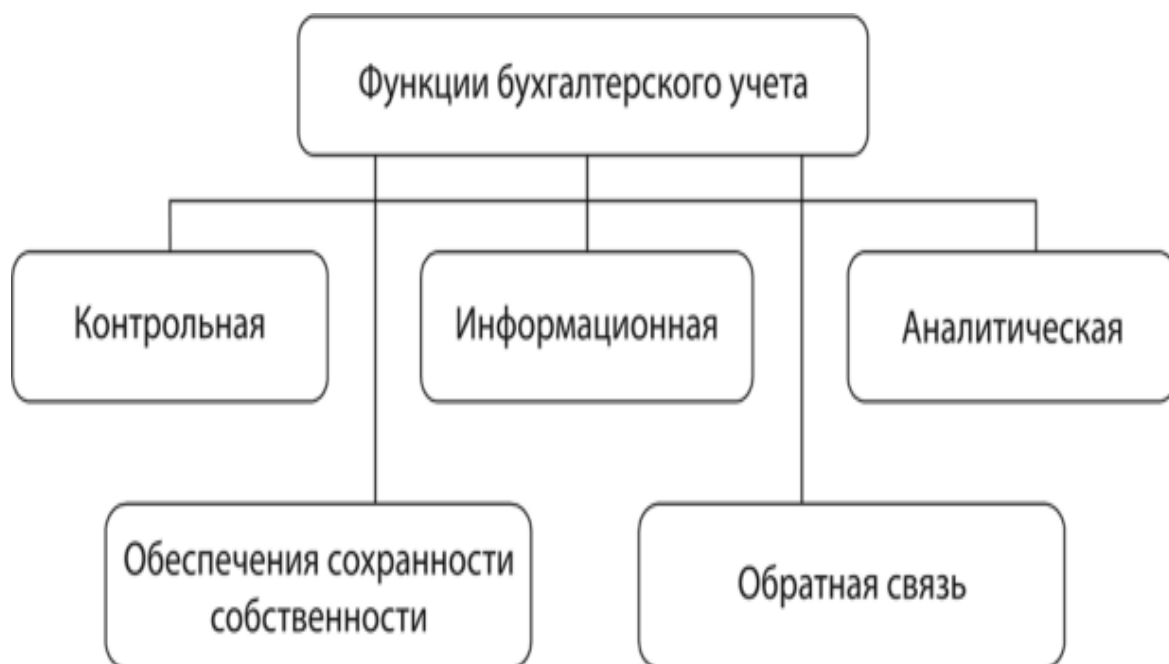 Функции бухгалтерского учета
Контрольная
Информационная
Аналитическая
Обеспечения сохранности
собственности
Обратная связь